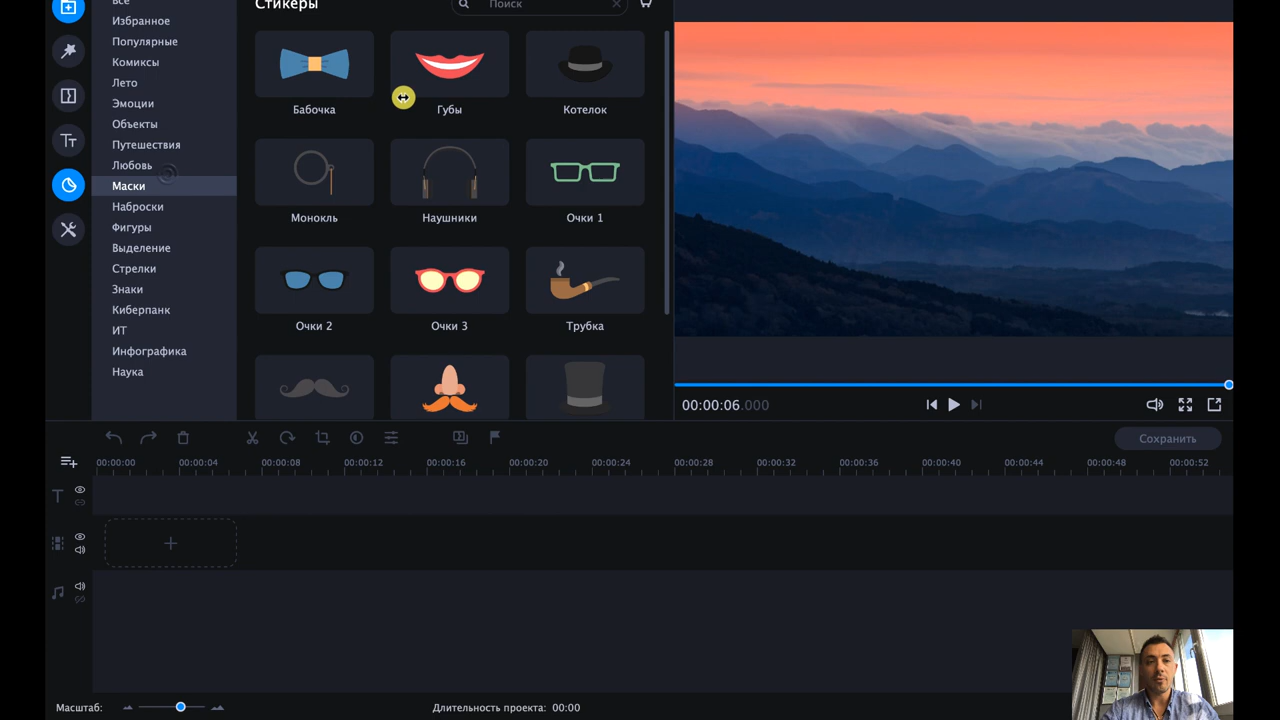 Все
Избранное
Популярные
Комиксы
Лето
Эмоции
Объекты
Путешествия
Любовь
Маски
Наброски
Фигуры
Выделение
Стрелки
Знаки
Киберпанк
ИТ
Инфографика
Наука
Стикеры
Поиск
Бабочка
Губы
Котелок
Монокль
Наушники
Очки 1
Очки 2
Очки 3
Трубка
00:00:06.000
Сохранить
00:00:00 00:00:04 00:00:08 00:00:12 00:00:16 00:00:20 00:00:24 00:00:28 00:00:32 00:00:36 00:00:40 00:00:44 00:00:48 00:00:52
Масштаб:
Длительность проекта: 00:00